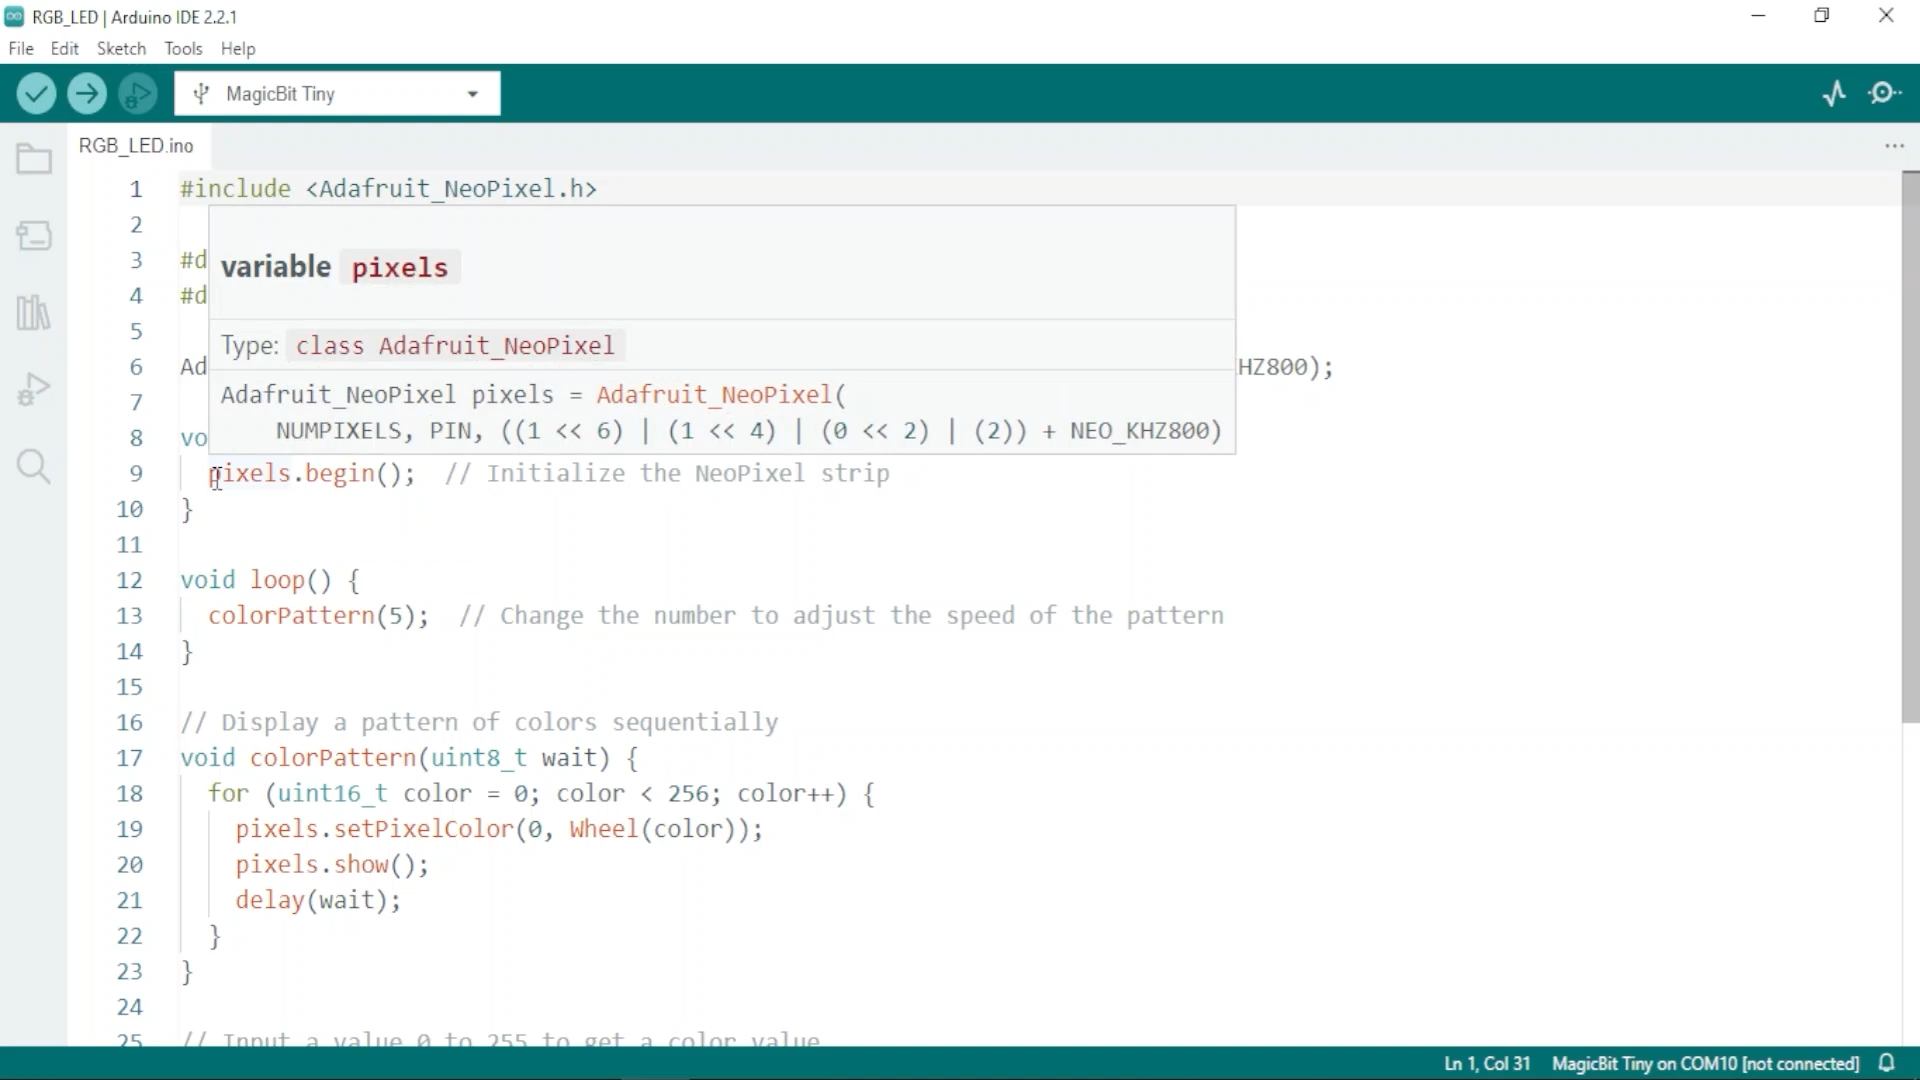 RGB_LED | Arduino IDE 2.2.1
File Edit Sketch Tools Help
MagicBit Tiny
RGB_LED.ino
1 #include <Adafruit_NeoPixel.h>
2
3 #d
variable pixels
4 #d
5
Type: class Adafruit_NeoPixel
6 Ad HZ800);
7
Adafruit_NeoPixel pixels = Adafruit_NeoPixel(
NUMPIXELS, PIN, ((1 << 6) | (1 << 4) | (0 << 2) | (2)) + NEO_KHZ800)
8 vo
9 pixels.begin(); // Initialize the NeoPixel strip
10 }
11
12 void loop() {
13 colorPattern(5); // Change the number to adjust the speed of the pattern
14 }
15
16 // Display a pattern of colors sequentially
17 void colorPattern(uint8_t wait) {
18 for (uint16_t color = 0; color < 256; color++) {
19 pixels.setPixelColor(0, Wheel(color));
20 pixels.show();
21 delay(wait);
22 }
23 }
24
25 // Input a value 0 to 255 to get a color value
Ln 1, Col 31 MagicBit Tiny on COM10 [not connected]